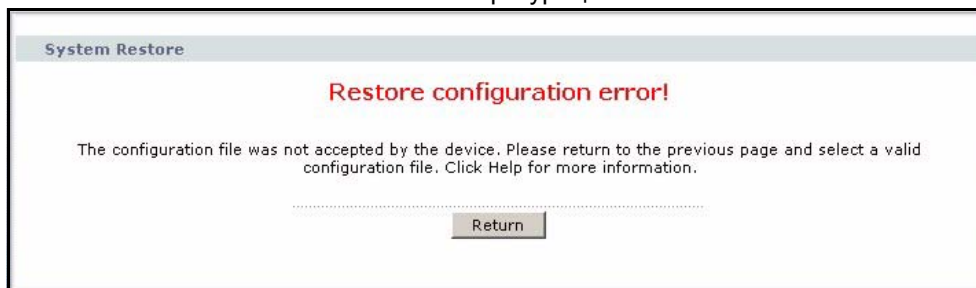 System Restore
Restore configuration error!
The configuration file was not accepted by the device. Please return to the previous page and select a valid
configuration file. Click Help for more information.
Return